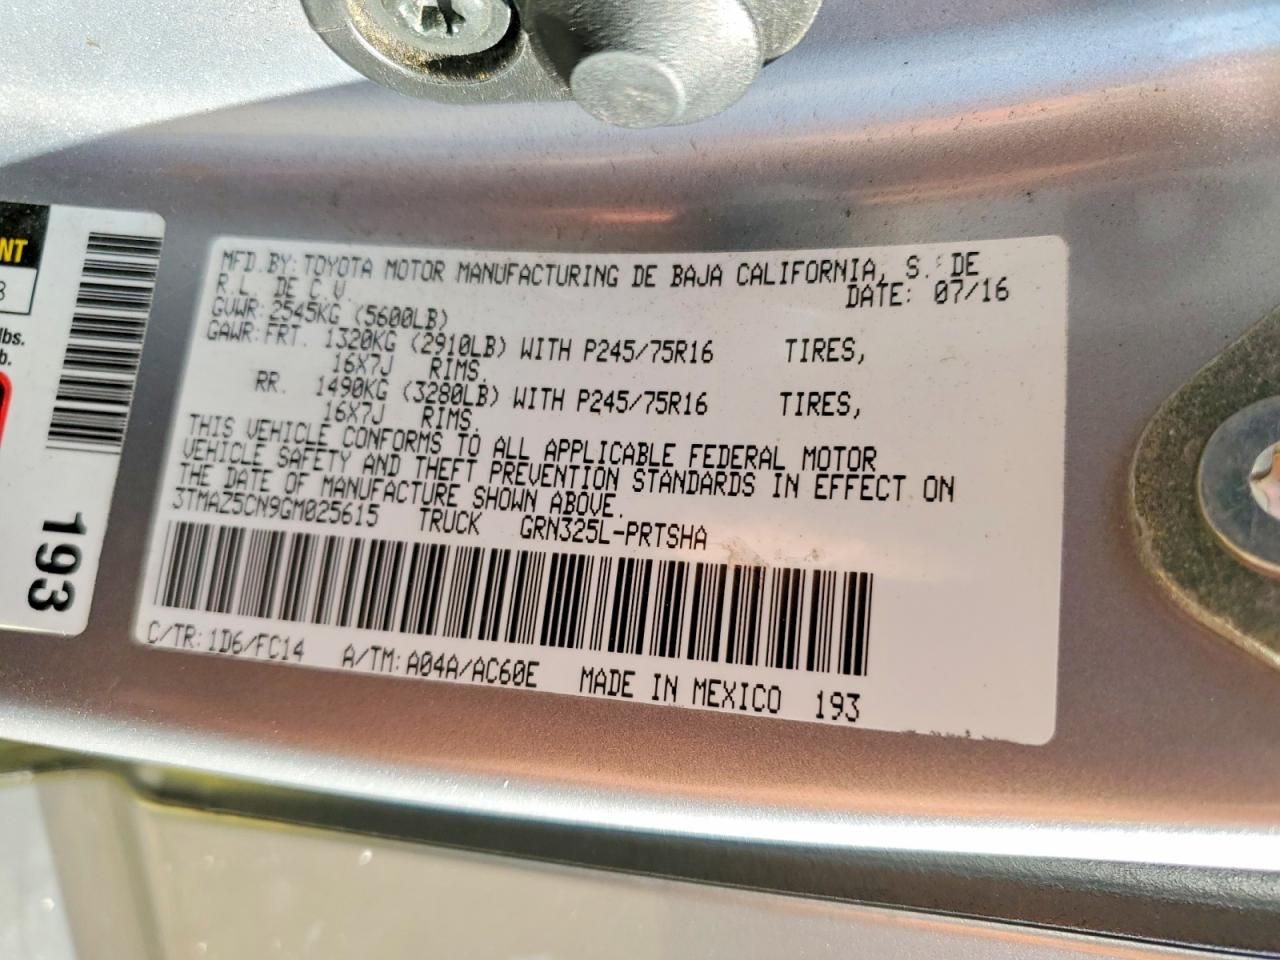 MFD. BY: TOYOTA MOTOR MANUFACTURING DE BAJA CALIFORNIA, S. DE
R.L. DE C.V. DATE: 07/16
GVWR: 2545KG (5600LB)
GAWR: FRT. 1320KG (2910LB) WITH P245/75R16 TIRES,
16X7J RIMS.
RR. 1490KG (3280LB) WITH P245/75R16 TIRES,
16X7J RIMS.
THIS VEHICLE CONFORMS TO ALL APPLICABLE FEDERAL MOTOR
VEHICLE SAFETY AND THEFT PREVENTION STANDARDS IN EFFECT ON
THE DATE OF MANUFACTURE SHOWN ABOVE.
3TMAZ5CN9GM025615 TRUCK GRN325L-PRTSHA
C/TR: 1D6/FC14 A/TM: A04A/AC60E MADE IN MEXICO 193
NT
lbs.
b.
193